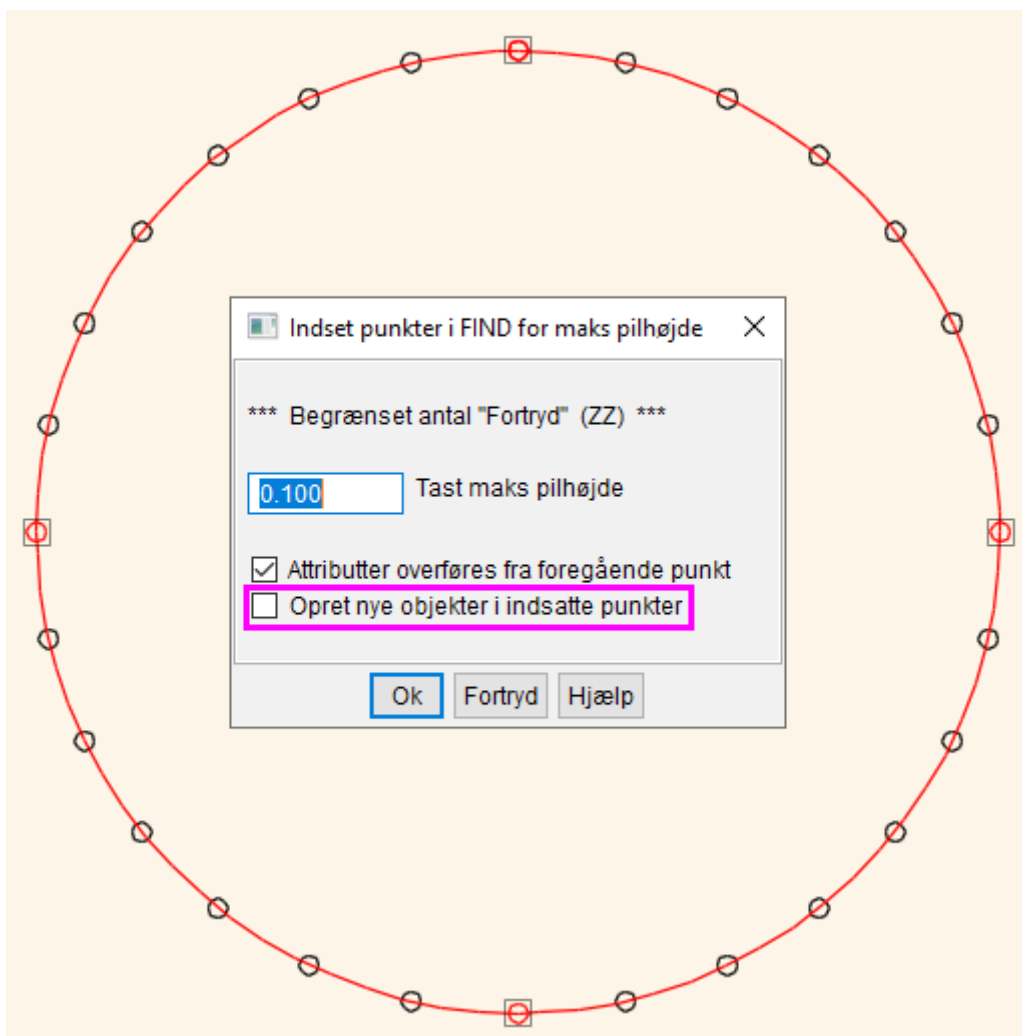 Indset punkter i FIND for maks pilhøjde
*** Begrænset antal "Fortryd" (ZZ) ***
0.100 Tast maks pilhøjde
Attributter overføres fra foregående punkt
Opret nye objekter i indsatte punkter
Ok Fortryd Hjælp